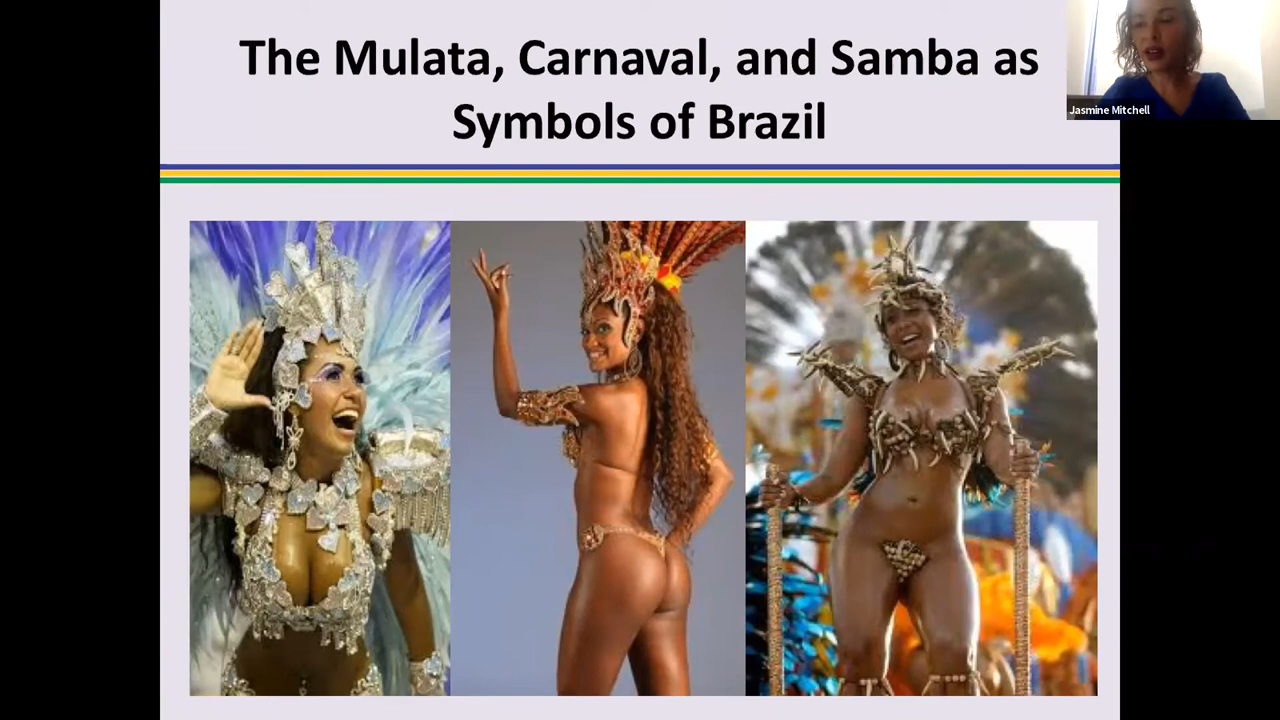 The Mulata, Carnaval, and Samba as
Symbols of Brazil
Jasmine Mitchell